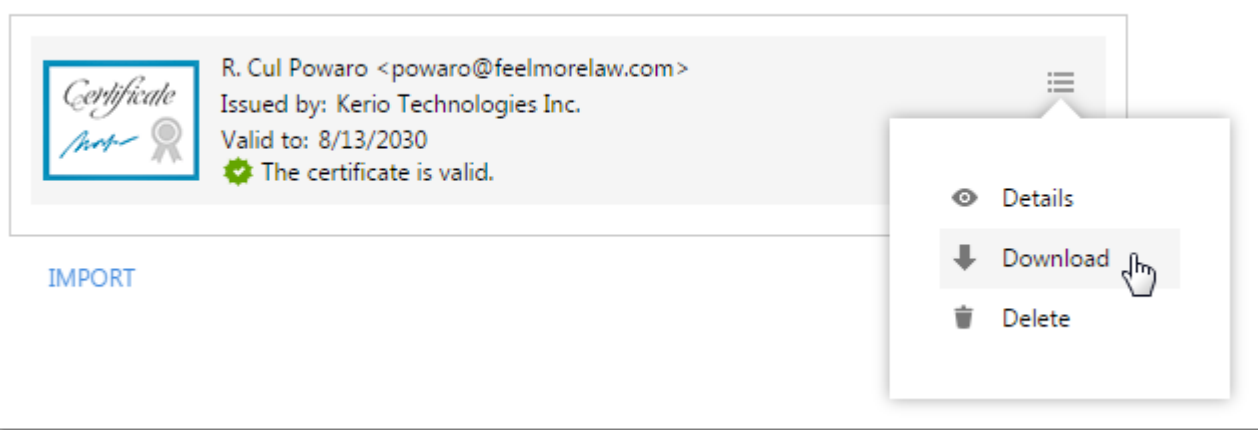 Certificate
R. Cul Powaro <powaro@feelmorelaw.com>
Issued by: Kerio Technologies Inc.
Valid to: 8/13/2030
The certificate is valid.
Details
Download
Delete
IMPORT